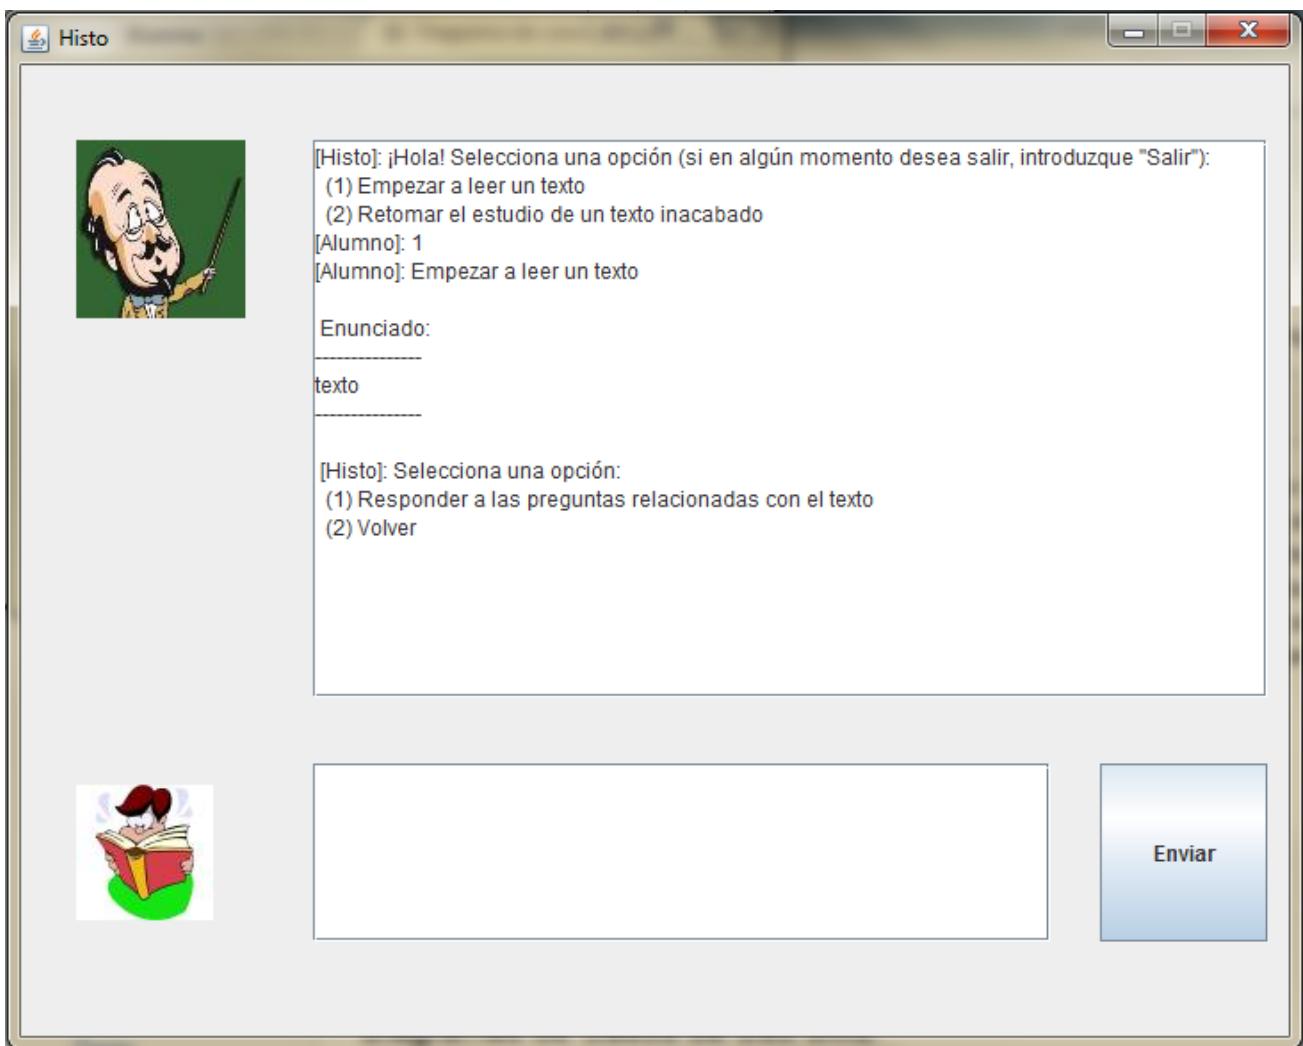 Histo
[Histo]: ¡Hola! Selecciona una opción (si en algún momento desea salir, introduzque "Salir"):
(1) Empezar a leer un texto
(2) Retomar el estudio de un texto inacabado
[Alumno]: 1
[Alumno]: Empezar a leer un texto
Enunciado:
---------------
texto
---------------
[Histo]: Selecciona una opción:
(1) Responder a las preguntas relacionadas con el texto
(2) Volver
Enviar